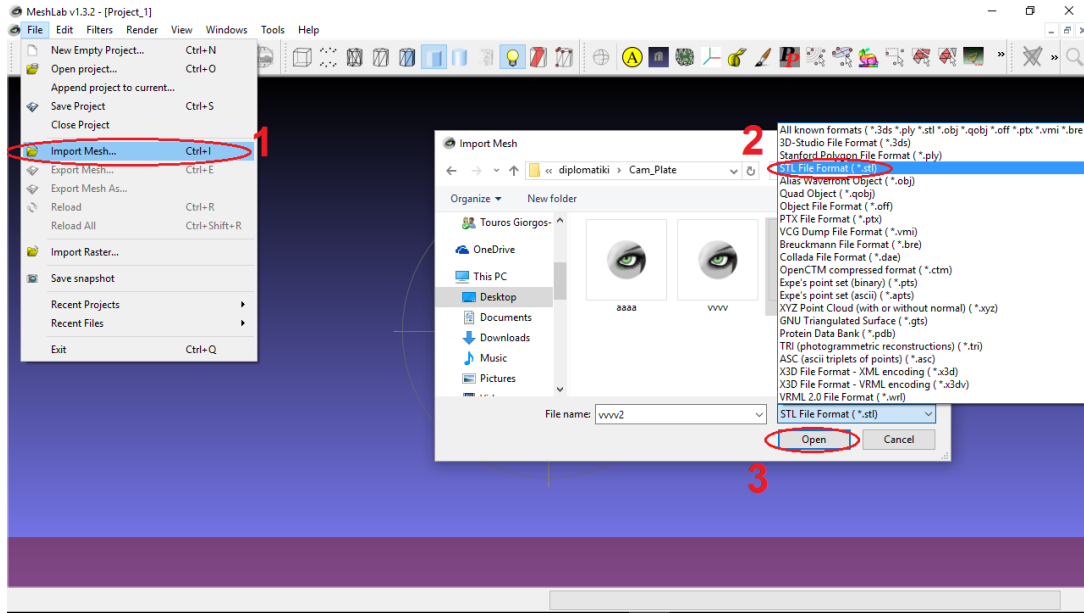 MeshLab v1.3.2 - [Project_1]
File Edit Filters Render View Windows Tools Help
New Empty Project... Ctrl+N
Open project... Ctrl+O
Append project to current...
Save Project Ctrl+S
Close Project
Import Mesh... Ctrl+I
Export Mesh... Ctrl+E
Export Mesh As...
Reload Ctrl+R
Reload All Ctrl+Shift+R
Import Raster...
Save snapshot
Recent Projects
Recent Files
Exit Ctrl+Q
1
A
Pp
»
»
Import Mesh
« diplomatiki › Cam_Plate
Organize New folder
Touros Giorgos-
OneDrive
This PC
Desktop
Documents
Downloads
Music
Pictures
aaaa
vvvv
File name: vvvv2
STL File Format ( *.stl)
Open Cancel
2
All known formats ( *.3ds *.ply *.stl *.obj *.qobj *.off *.ptx *.vmi *.bre
3D-Studio File Format ( *.3ds)
Stanford Polygon File Format ( *.ply)
STL File Format ( *.stl)
Alias Wavefront Object ( *.obj)
Quad Object ( *.qobj)
Object File Format ( *.off)
PTX File Format ( *.ptx)
VCG Dump File Format ( *.vmi)
Breuckmann File Format ( *.bre)
Collada File Format ( *.dae)
OpenCTM compressed format ( *.ctm)
Expe's point set (binary) ( *.pts)
Expe's point set (ascii) ( *.apts)
XYZ Point Cloud (with or without normal) ( *.xyz)
GNU Triangulated Surface ( *.gts)
Protein Data Bank ( *.pdb)
TRI (photogrammetric reconstructions) ( *.tri)
ASC (ascii triplets of points) ( *.asc)
X3D File Format - XML encoding ( *.x3d)
X3D File Format - VRML encoding ( *.x3dv)
VRML 2.0 File Format ( *.wrl)
3